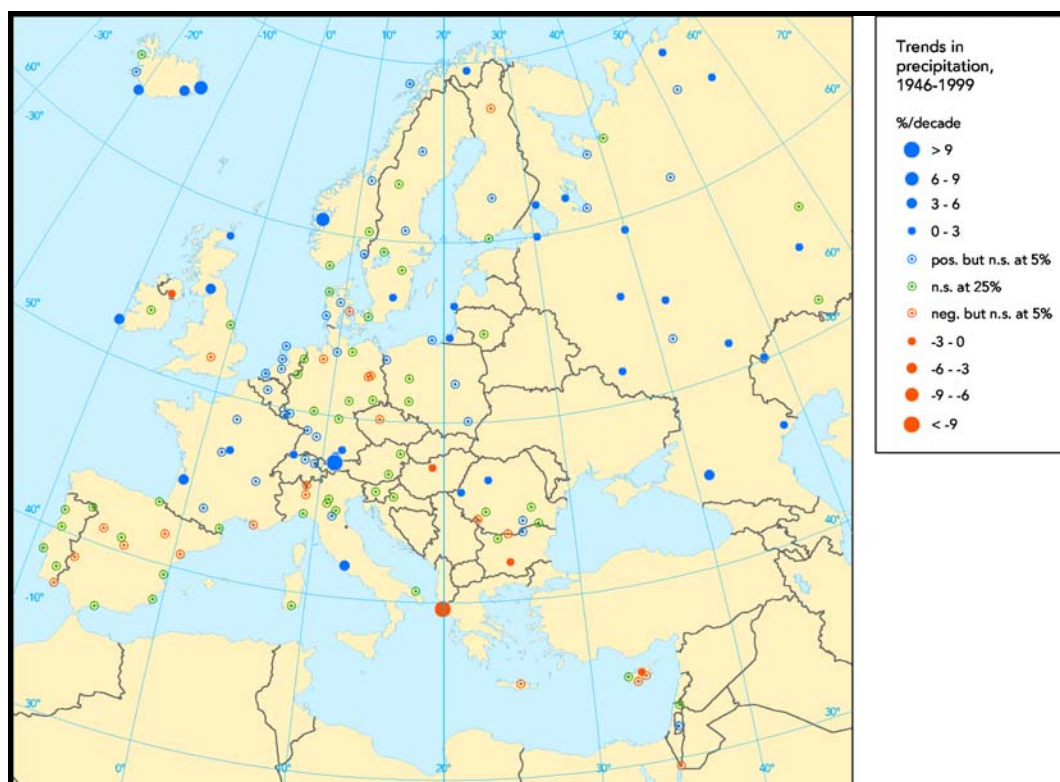 -30°
-20°
-10°
0°
10°
20°
30°
40°
50°
60°
70°
60°
60°
-30°
50°
50°
40°
40°
-10°
30°
30°
0°
10°
20°
30°
40°
Trends in
precipitation,
1946-1999
%/decade
> 9
6 - 9
3 - 6
0 - 3
pos. but n.s. at 5%
n.s. at 25%
neg. but n.s. at 5%
-3 - 0
-6 - -3
-9 - -6
< -9